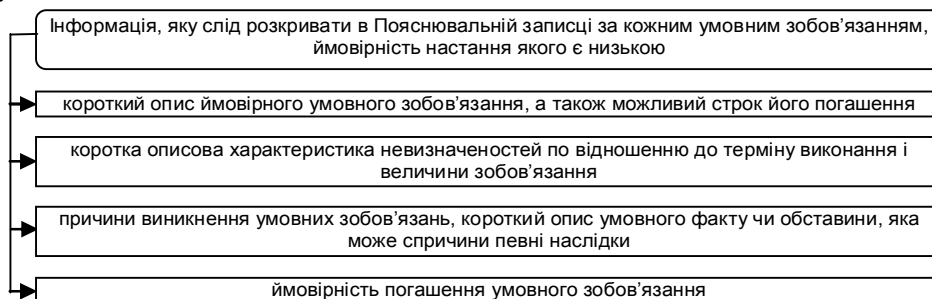 Інформація, яку слід розкривати в Пояснювальній записці за кожним умовним зобов'язанням,
ймовірність настання якого є низькою
короткий опис ймовірного умовного зобов'язання, а також можливий строк його погашення
коротка описова характеристика невизначеностей по відношенню до терміну виконання і
величини зобов'язання
причини виникнення умовних зобов'язань, короткий опис умовного факту чи обставини, яка
може спричини певні наслідки
ймовірність погашення умовного зобов'язання